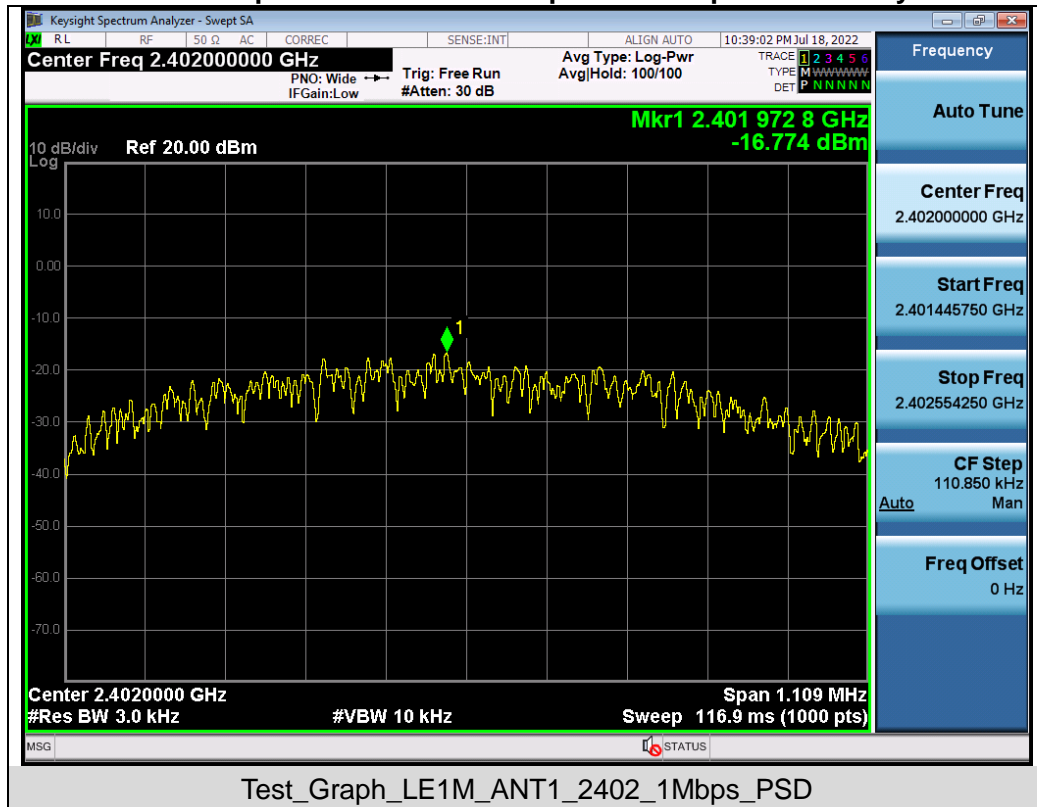 Keysight Spectrum Analyzer - Swept SA
LXI RL RF 50 Ω AC CORREC SENSE:INT ALIGN AUTO 10:39:02 PM Jul 18, 2022
Center Freq 2.402000000 GHz
PNO: Wide
IFGain:Low
Trig: Free Run
#Atten: 30 dB
Avg Type: Log-Pwr
Avg|Hold: 100/100
TRACE 1 2 3 4 5 6
TYPE M WWWWW
DET P N N N N N
Mkr1 2.401 972 8 GHz
-16.774 dBm
10 dB/div Ref 20.00 dBm
Log
10.0
0.00
-10.0
1
-20.0
-30.0
-40.0
-50.0
-60.0
-70.0
Center 2.4020000 GHz Span 1.109 MHz
#Res BW 3.0 kHz #VBW 10 kHz Sweep 116.9 ms (1000 pts)
MSG STATUS
Frequency
Auto Tune
Center Freq
2.402000000 GHz
Start Freq
2.401445750 GHz
Stop Freq
2.402554250 GHz
CF Step
110.850 kHz
Auto Man
Freq Offset
0 Hz
Test_Graph_LE1M_ANT1_2402_1Mbps_PSD